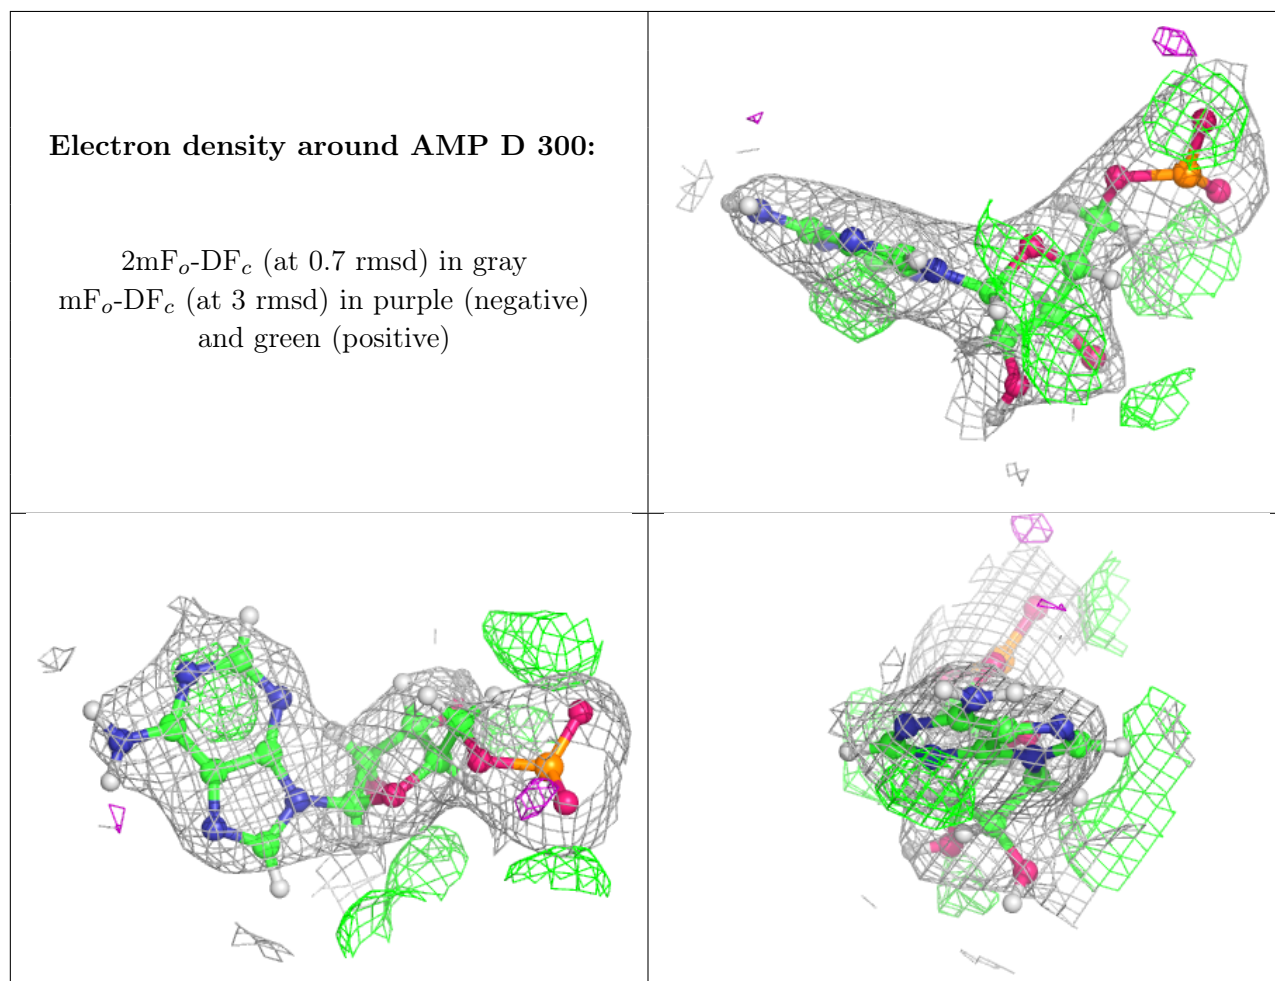 Electron density around AMP D 300:
2mFo-DFc (at 0.7 rmsd) in gray
mFo-DFc (at 3 rmsd) in purple (negative)
and green (positive)